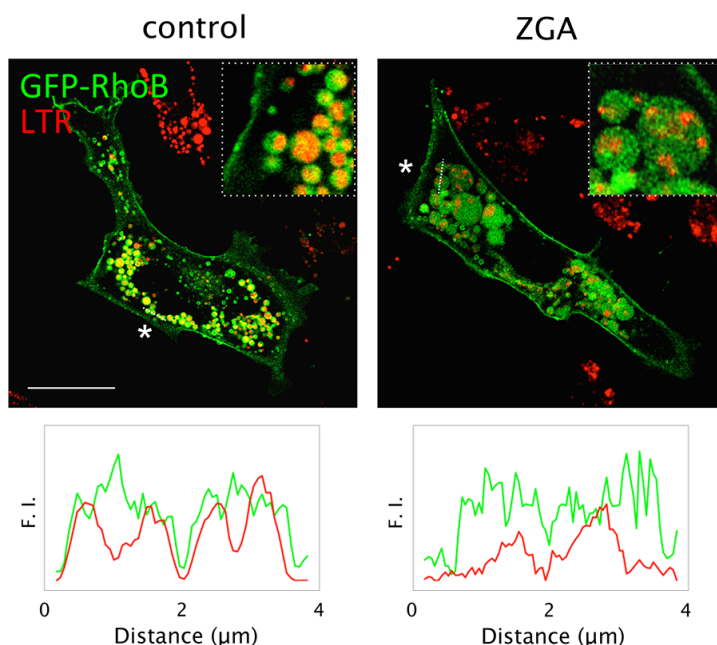 control ZGA
GFP-RhoB
LTR
*
*
F. I.
0 2 4
Distance (μm)
F. I.
0 2 4
Distance (μm)